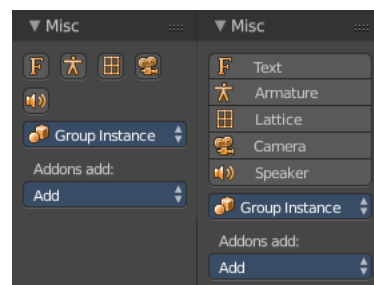 Misc
Group Instance
Addons add:
Add
Misc
Text
Armature
Lattice
Camera
Speaker
Group Instance
Addons add:
Add